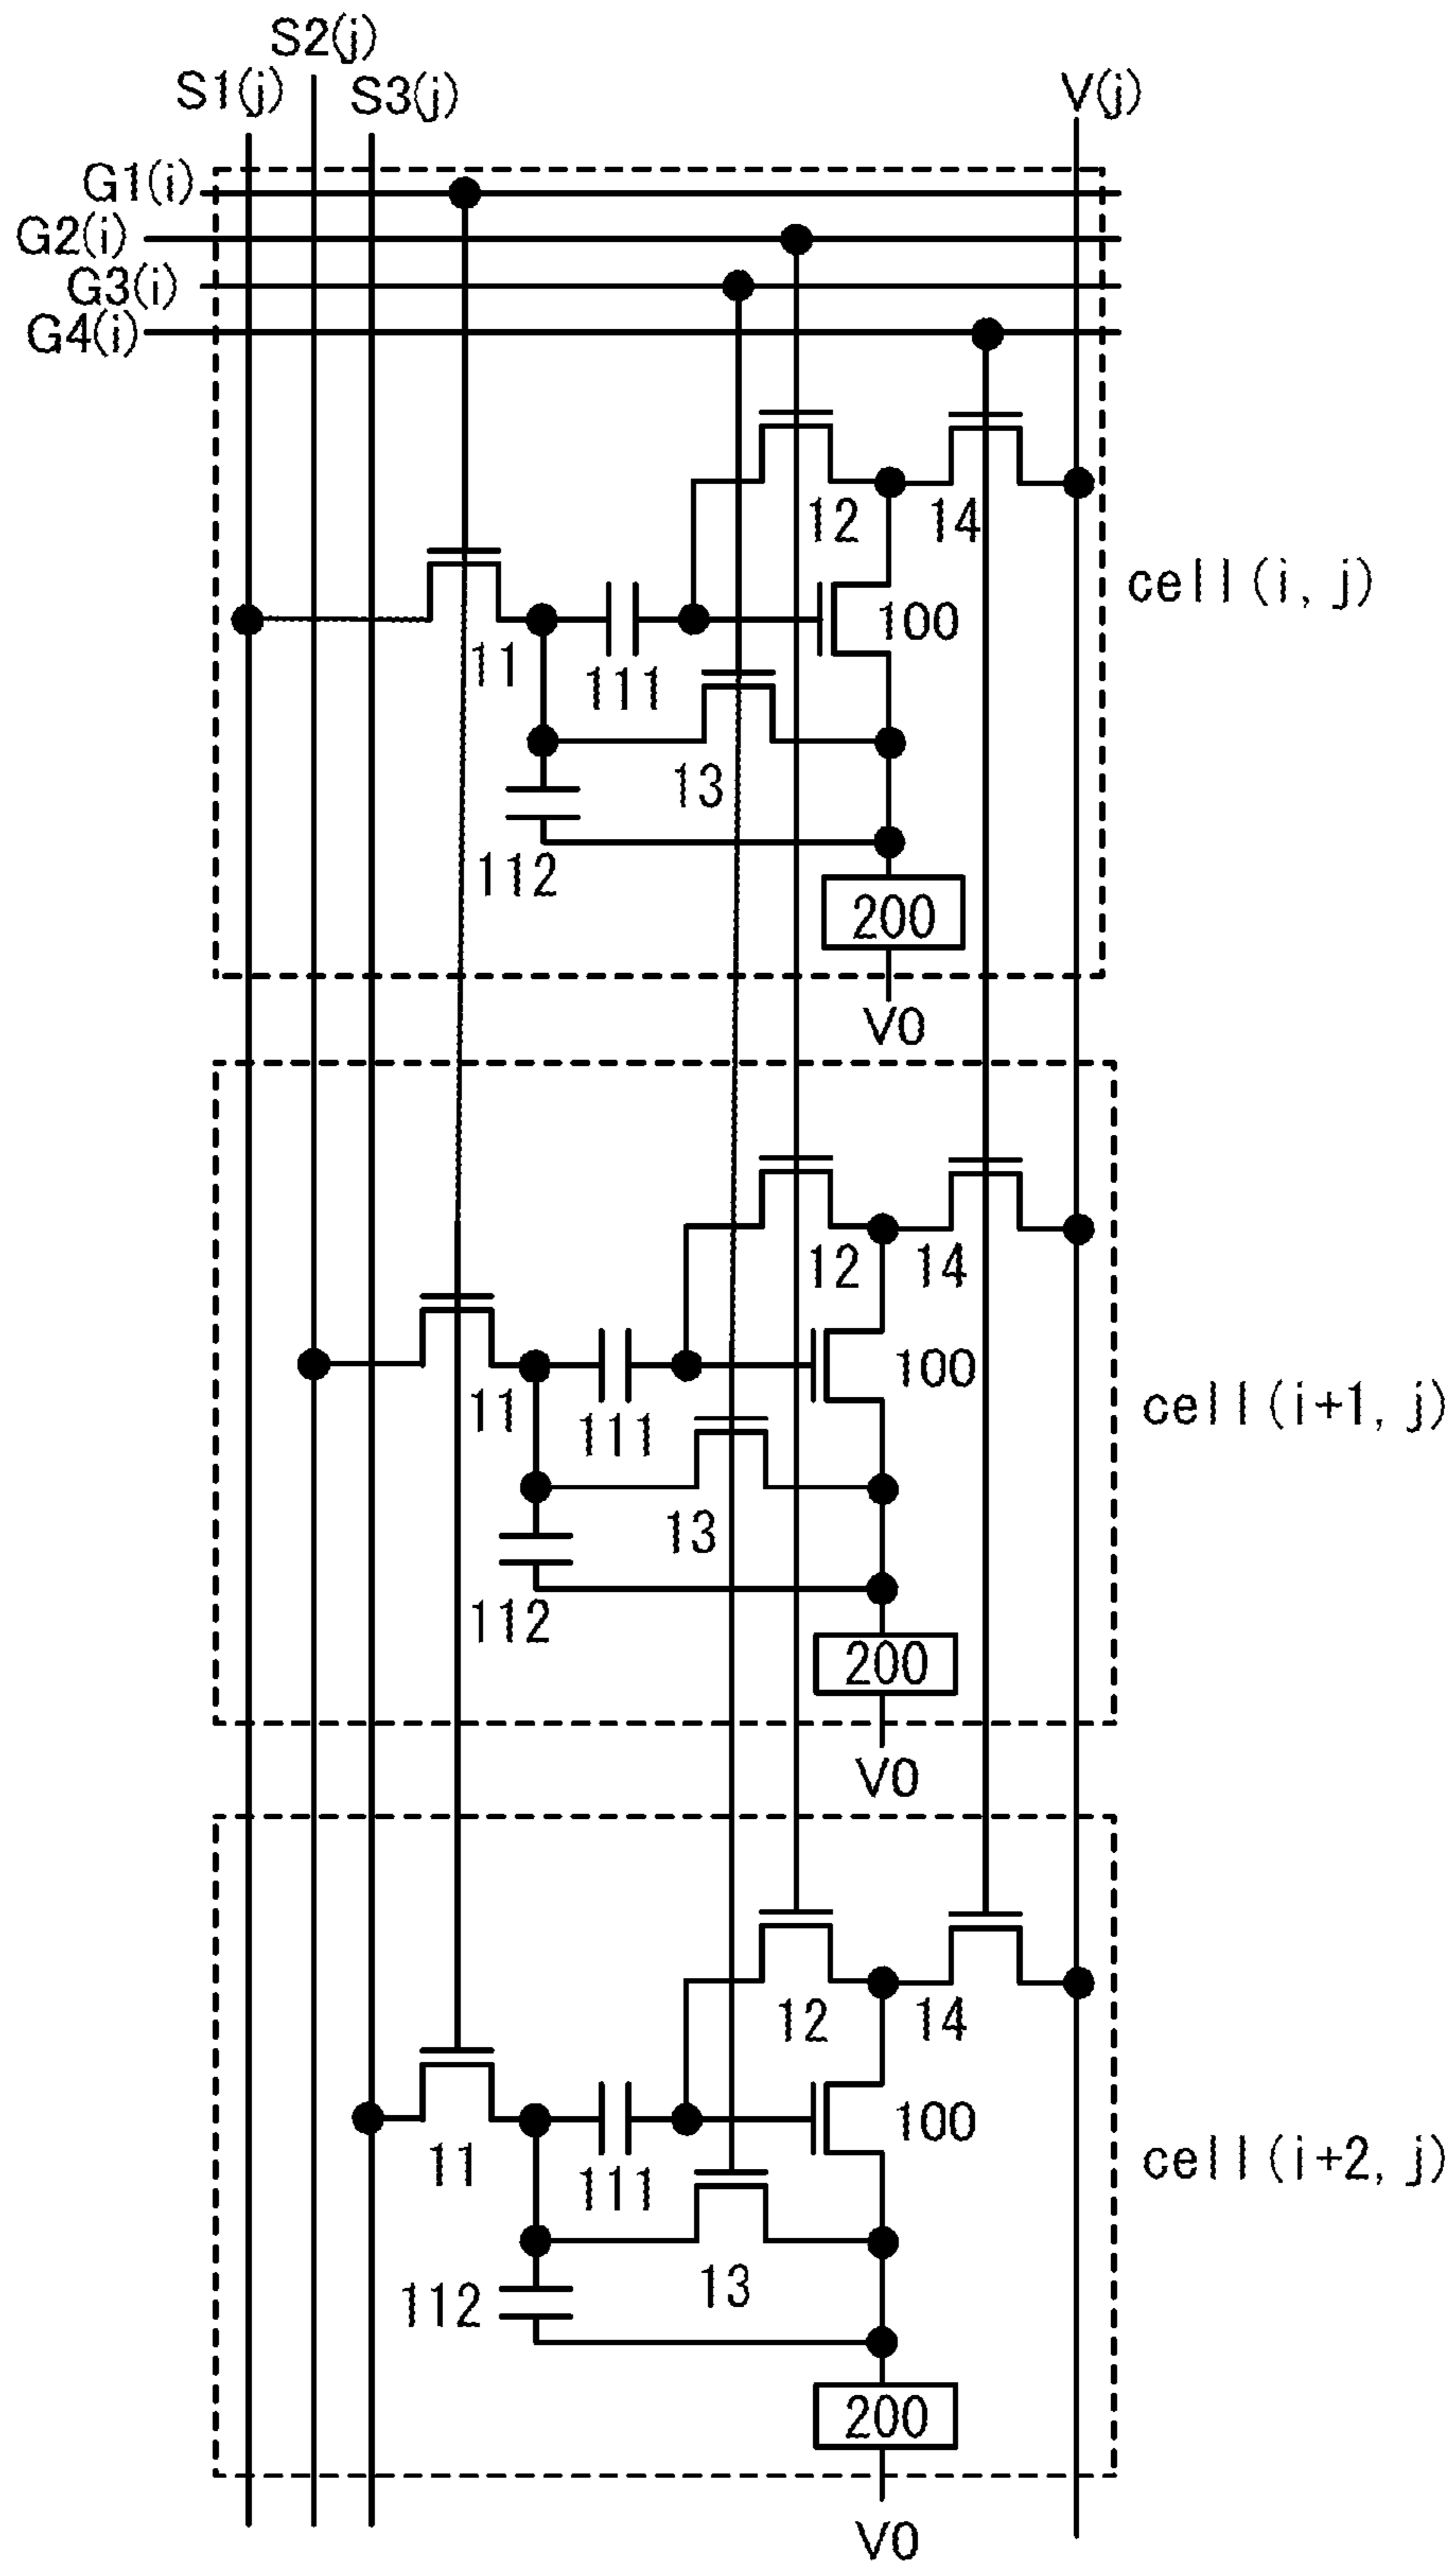 S2(j)
S1(j) S3(j) V(j)
G1(i)
G2(i)
G3(i)
G4(i)
12 14
cell(i, j)
100
11 111
13
112
200
V0
12 14
100
cell(i+1, j)
11 111
13
112
200
V0
12 14
100
11 111
cell(i+2, j)
13
112
200
V0